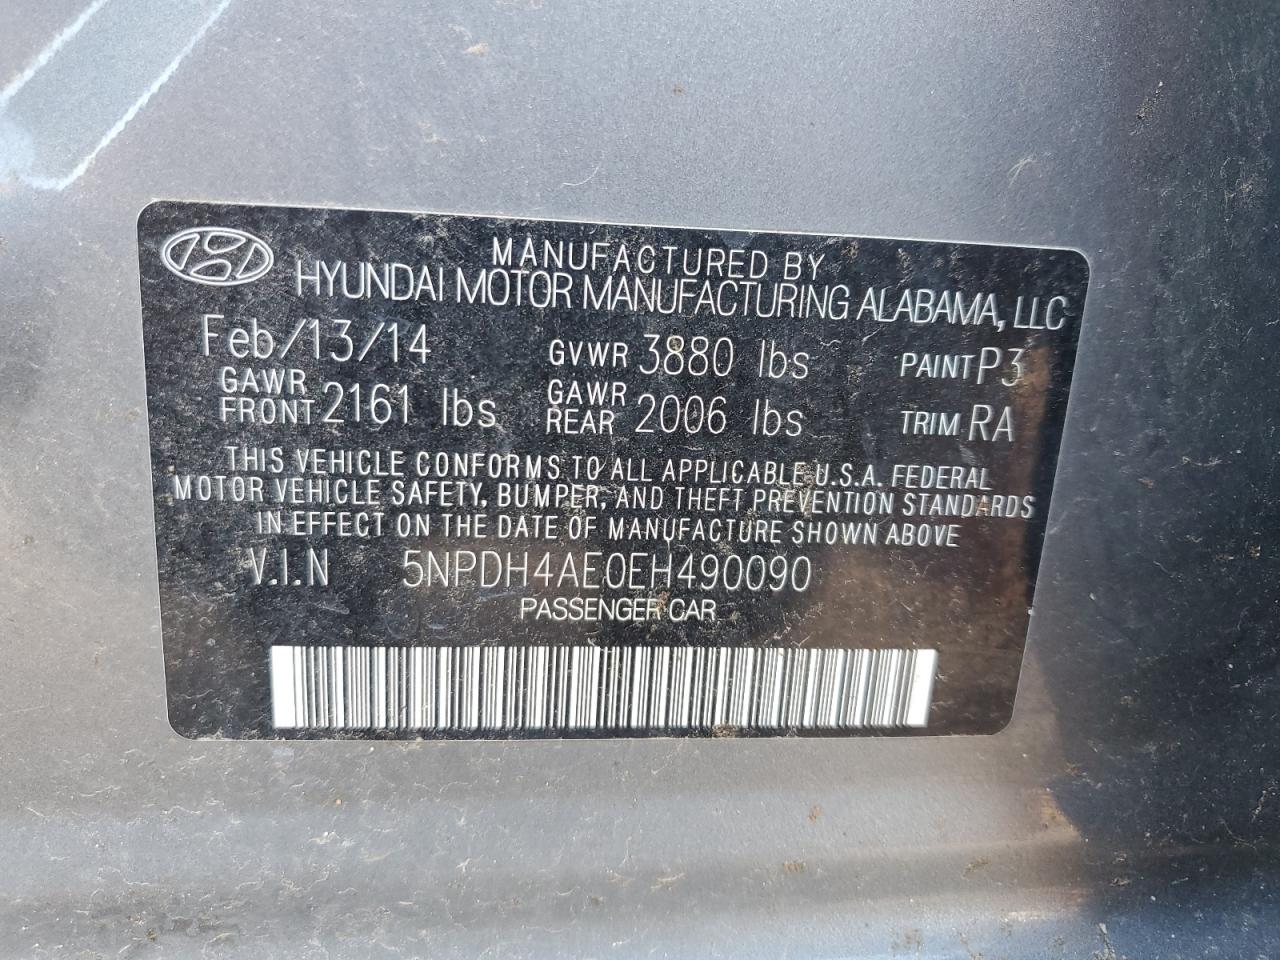 MANUFACTURED BY
HYUNDAI MOTOR MANUFACTURING ALABAMA, LLC
Feb/13/14 GVWR 3880 lbs PAINT P3
GAWR FRONT 2161 lbs GAWR REAR 2006 lbs TRIM RA
THIS VEHICLE CONFORMS TO ALL APPLICABLE U.S.A. FEDERAL
MOTOR VEHICLE SAFETY, BUMPER, AND THEFT PREVENTION STANDARDS
IN EFFECT ON THE DATE OF MANUFACTURE SHOWN ABOVE
V.I.N 5NPDH4AE0EH490090
PASSENGER CAR